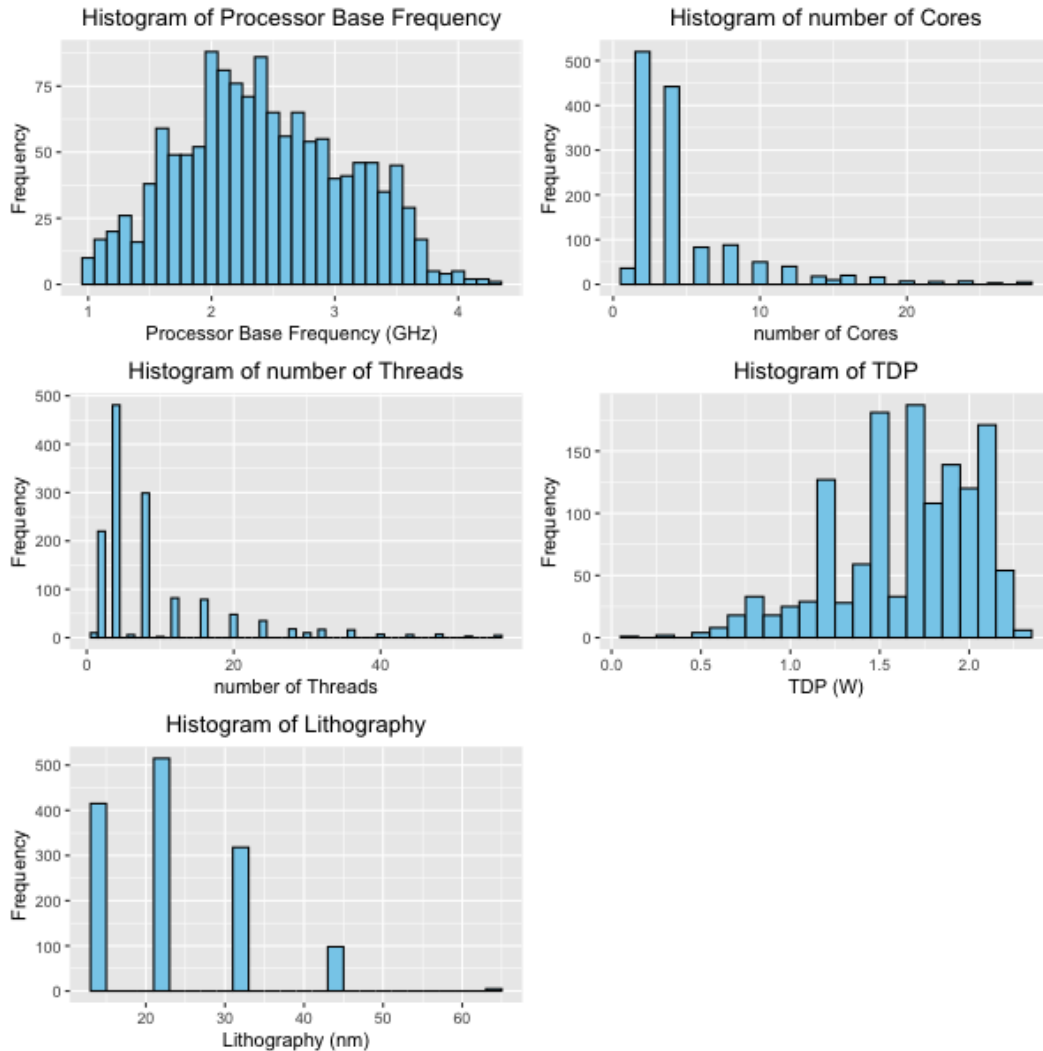 Histogram of Processor Base Frequency
Frequency
75
50
25
0
1 2 3 4
Processor Base Frequency (GHz)
Histogram of number of Cores
Frequency
500
400
300
200
100
0
0 10 20
number of Cores
Histogram of number of Threads
Frequency
500
400
300
200
100
0
0 20 40
number of Threads
Histogram of TDP
Frequency
150
100
50
0
0.0 0.5 1.0 1.5 2.0
TDP (W)
Histogram of Lithography
Frequency
500
400
300
200
100
0
20 30 40 50 60
Lithography (nm)